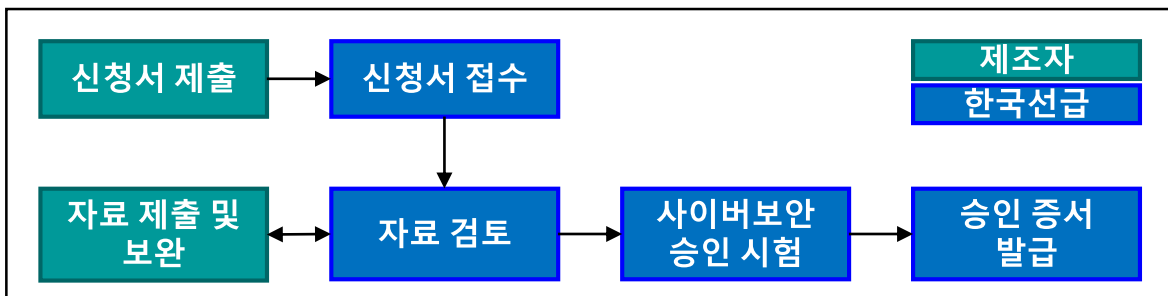 신청서 제출
신청서 접수
제조자
한국선급
자료 제출 및
보완
자료 검토
사이버보안
승인 시험
승인 증서
발급